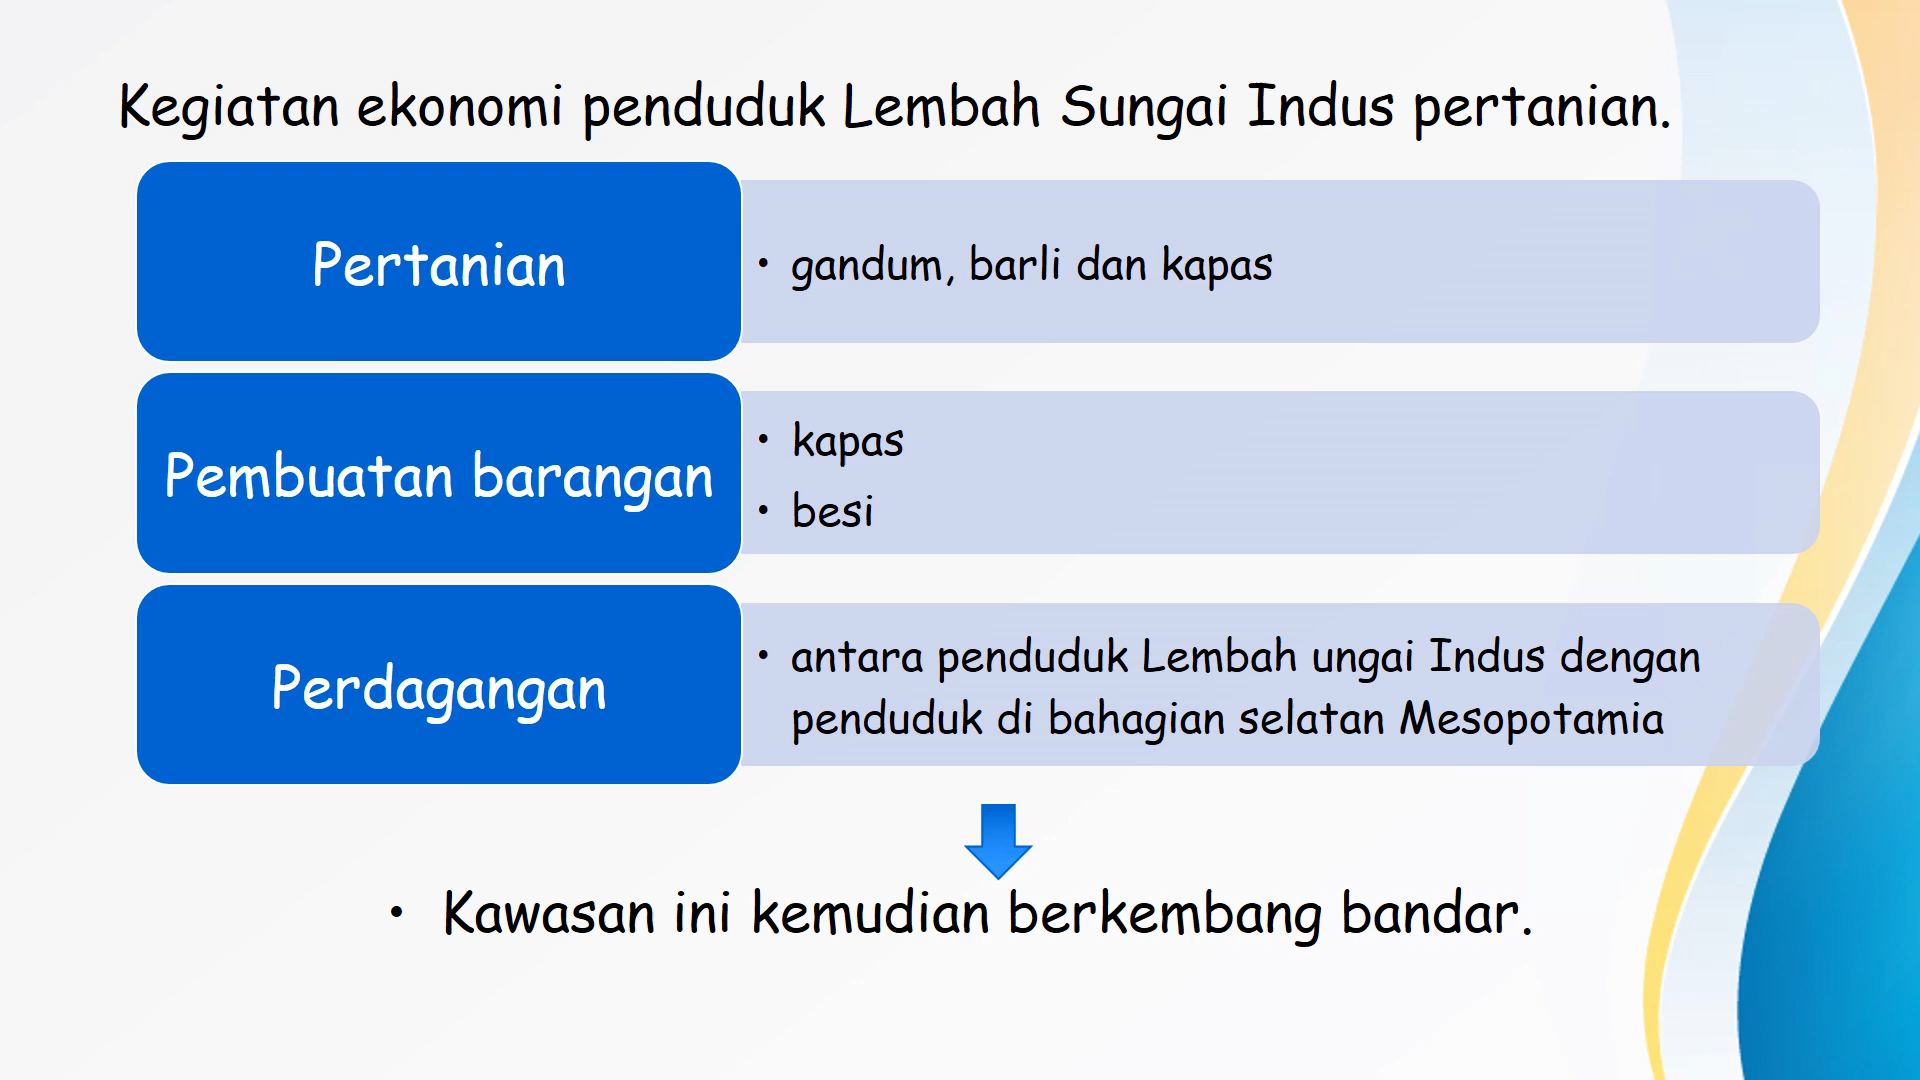 Kegiatan ekonomi penduduk Lembah Sungai Indus pertanian.
Pertanian
• gandum, barli dan kapas
Pembuatan barangan
• kapas
• besi
Perdagangan
• antara penduduk Lembah ungai Indus dengan
penduduk di bahagian selatan Mesopotamia
• Kawasan ini kemudian berkembang bandar.